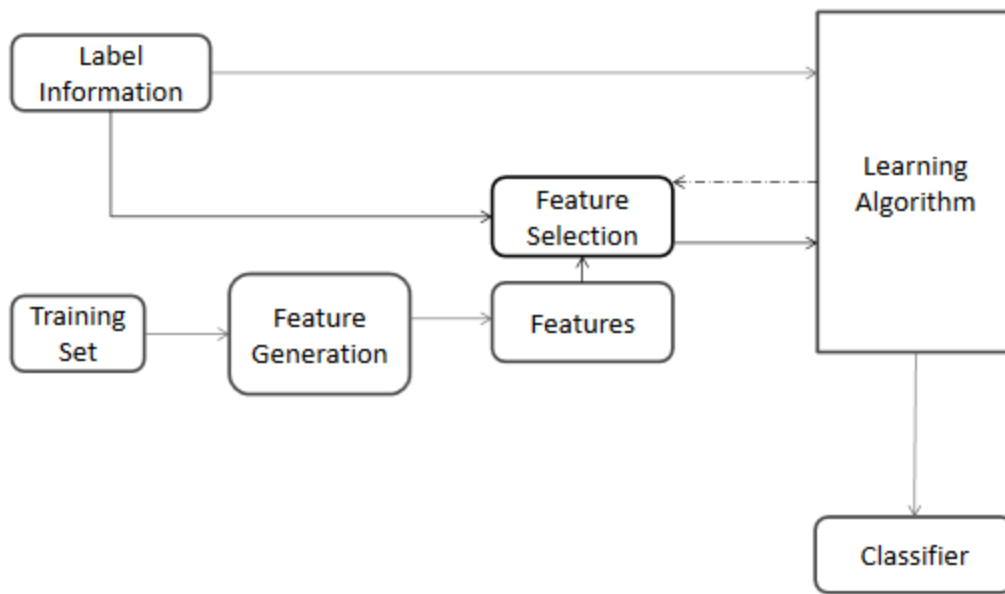 Label
Information
Learning
Algorithm
Feature
Selection
Training
Set
Feature
Generation
Features
Classifier